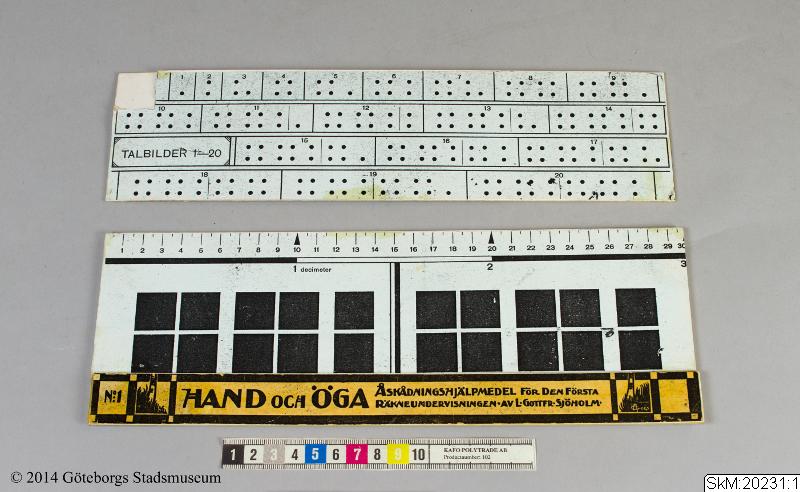 1 2 3 4 5 6 7 8 9
10 11 12 13 14
TALBILDER 1–20 15 16 17
18 19 20
1 2 3 4 5 6 7 8 9 10 11 12 13 14 15 16 17 18 19 20 21 22 23 24 25 26 27 28 29 30
1 decimeter 2 3
No 1 HAND OCH ÖGA ÅSKÅDNINGSHJÄLPMEDEL FÖR DEN FÖRSTA
RÄKNEUNDERVISNINGEN · AV L · GOTTFR · SJÖHOLM ·
1 2 3 4 5 6 7 8 9 10 KAFO POLYTRADE AB
Productnumber: 102
© 2014 Göteborgs Stadsmuseum
SkM:20231:1